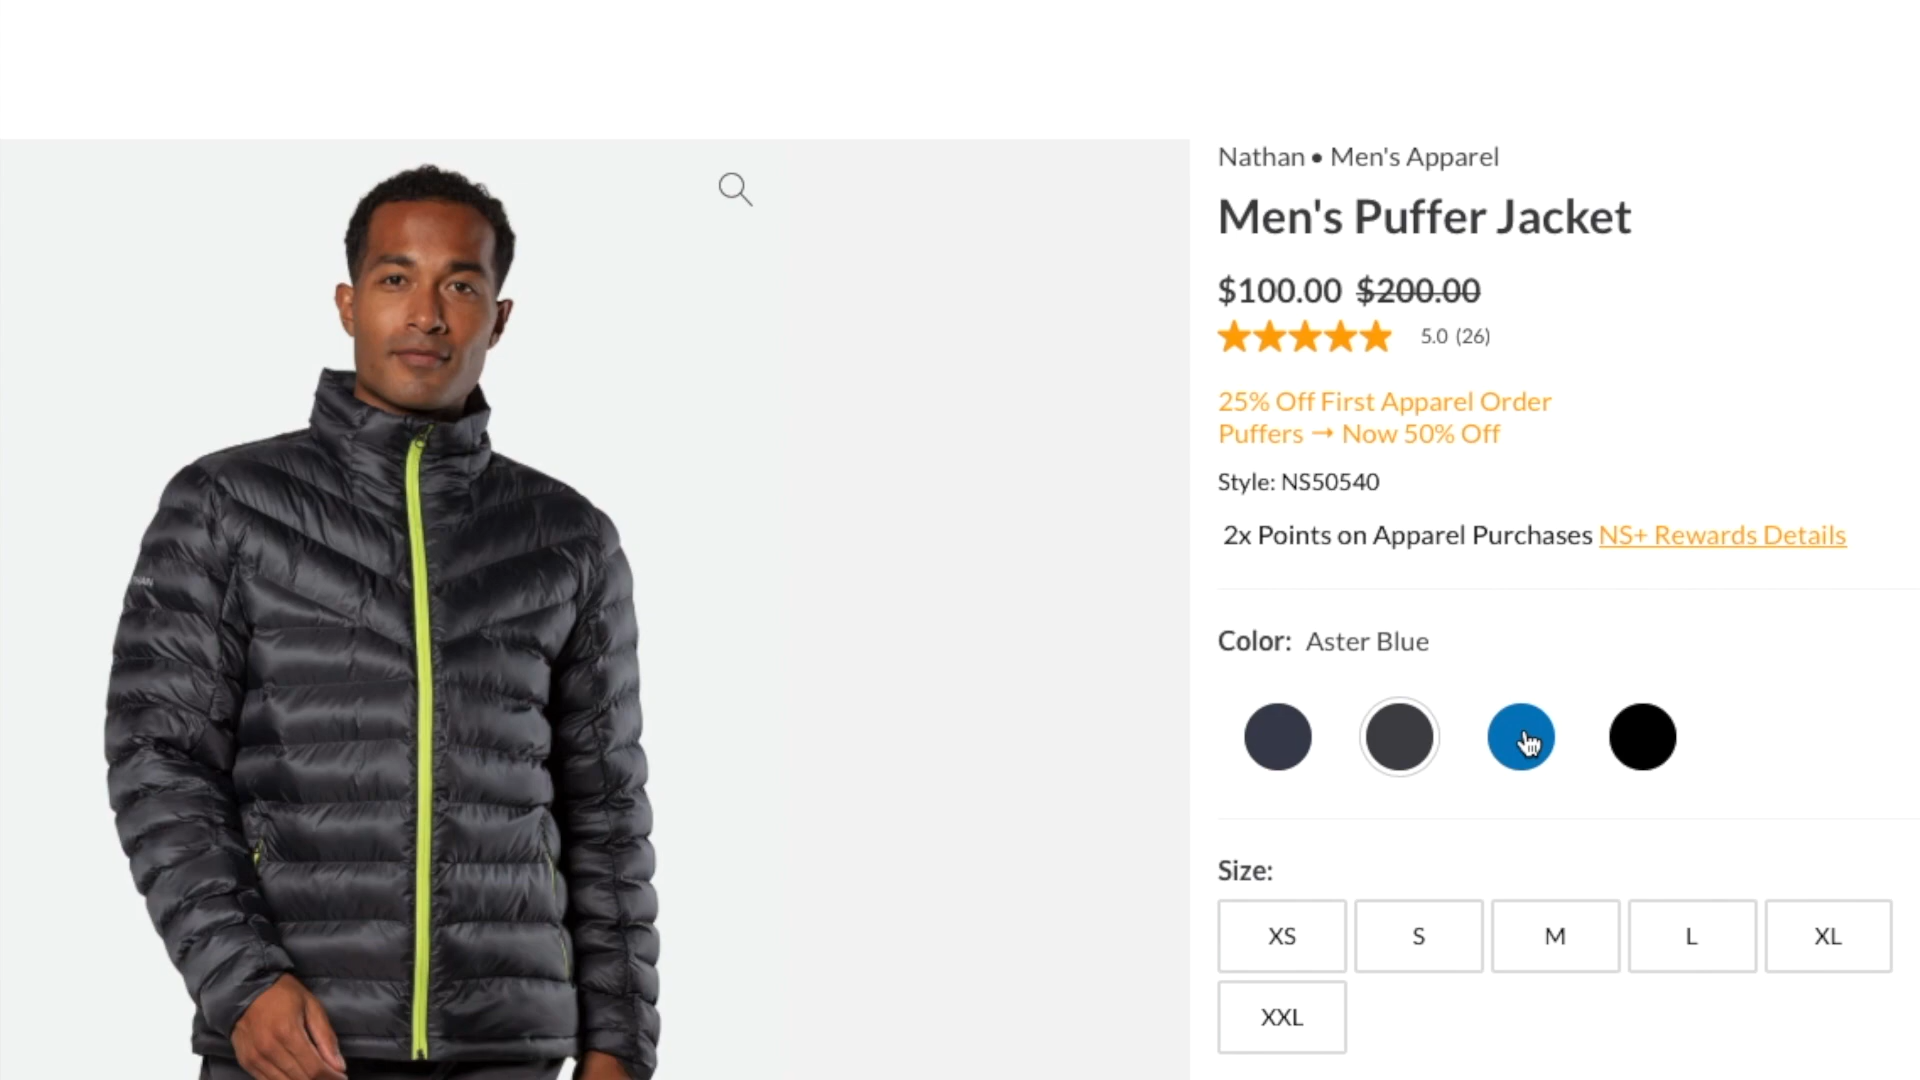 Nathan • Men's Apparel
Men's Puffer Jacket
$100.00 $200.00
5.0 (26)
25% Off First Apparel Order
Puffers → Now 50% Off
Style: NS50540
2x Points on Apparel Purchases NS+ Rewards Details
Color: Aster Blue
Size:
XS S M L XL
XXL